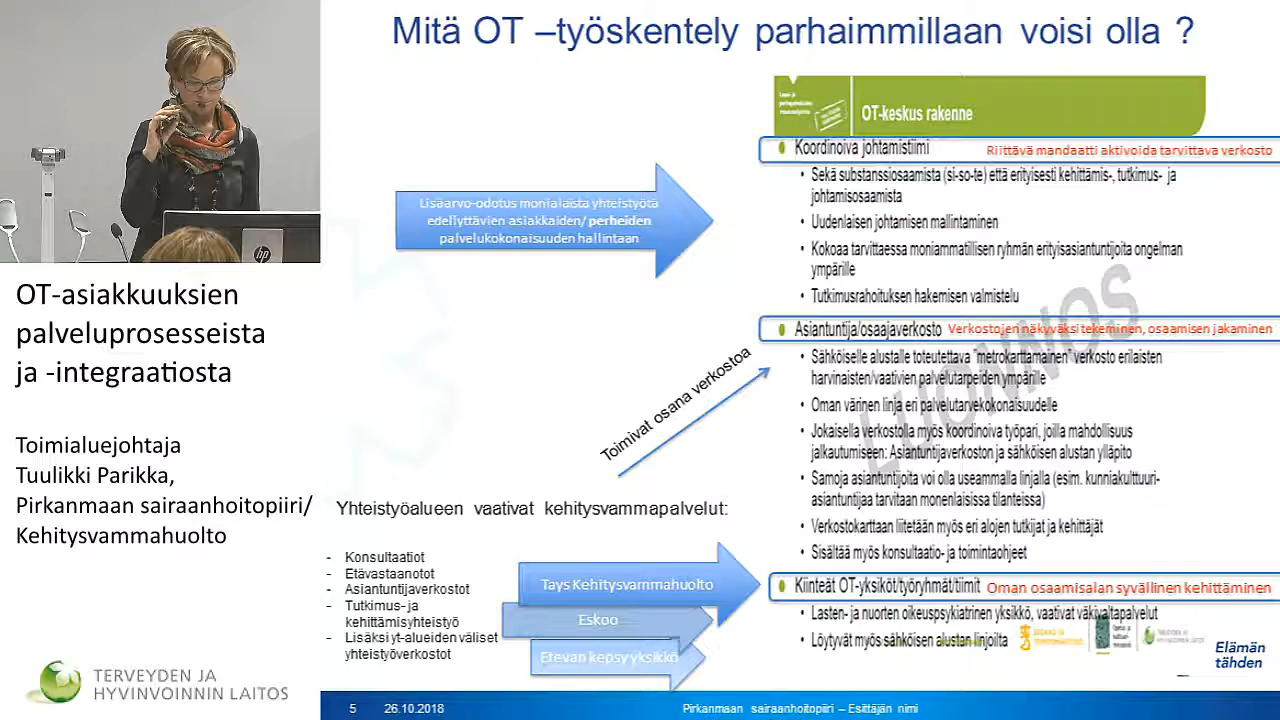 Mitä OT –työskentely parhaimmillaan voisi olla ?
OT-keskus rakenne
Koordinoiva johtamistiimi
Riittävä mandaatti aktivoida tarvittava verkosto
• Sekä substanssiosaamista (si-so-te) että erityisesti kehittämis-, tutkimus- ja
johtamisosaamista
• Uudenlaisen johtamisen mallintaminen
• Kokoaa tarvittaessa moniammatillisen ryhmän erityisasiantuntijoita ongelman
ympärille
• Tutkimusrahoituksen hakemisen valmistelu
Lisäarvo-odotus monialaista yhteistyötä
edellyttävien asiakkaiden/ perheiden
palvelukokonaisuuden hallintaan
Asiantuntija/osaajaverkosto
Verkostojen näkyväksi tekeminen, osaamisen jakaminen
• Sähköiselle alustalle toteutettava "metrokarttamainen" verkosto erilaisten
harvinaisten/vaativien palvelutarpeiden ympärille
• Oman värinen linja eri palvelutarvekokonaisuudelle
• Jokaisella verkostolla myös koordinoiva työpari, joilla mahdollisuus
jalkautumiseen: Asiantuntijaverkoston ja sähköisen alustan ylläpito
• Samoja asiantuntijoita voi olla useammalla linjalla (esim. kunniakulttuuri-
asiantuntijaa tarvitaan monenlaisissa tilanteissa)
• Verkostokarttaan liitetään myös eri alojen tutkijat ja kehittäjät
• Sisältää myös konsultaatio- ja toimintaohjeet
LUONNOS
Toimivat osana verkostoa
Yhteistyöalueen vaativat kehitysvammapalvelut:
- Konsultaatiot
- Etävastaanotot
- Asiantuntijaverkostot
- Tutkimus- ja
kehittämisyhteistyö
- Lisäksi yt-alueiden väliset
yhteistyöverkostot
Tays Kehitysvammahuolto
Eskoo
Etevan kepsy yksikkö
Kiinteät OT-yksiköt/työryhmät/tiimit
Oman osaamisalan syvällinen kehittäminen
• Lasten- ja nuorten oikeuspsykiatrinen yksikkö, vaativat väkivaltapalvelut
• Löytyvät myös sähköisen alustan linjoilta
Elämän
tähden
5
26.10.2018
Pirkanmaan sairaanhoitopiiri – Esittäjän nimi
hp
OT-asiakkuuksien
palveluprosesseista
ja -integraatiosta
Toimialuejohtaja
Tuulikki Parikka,
Pirkanmaan sairaanhoitopiiri/
Kehitysvammahuolto
TERVEYDEN JA
HYVINVOINNIN LAITOS